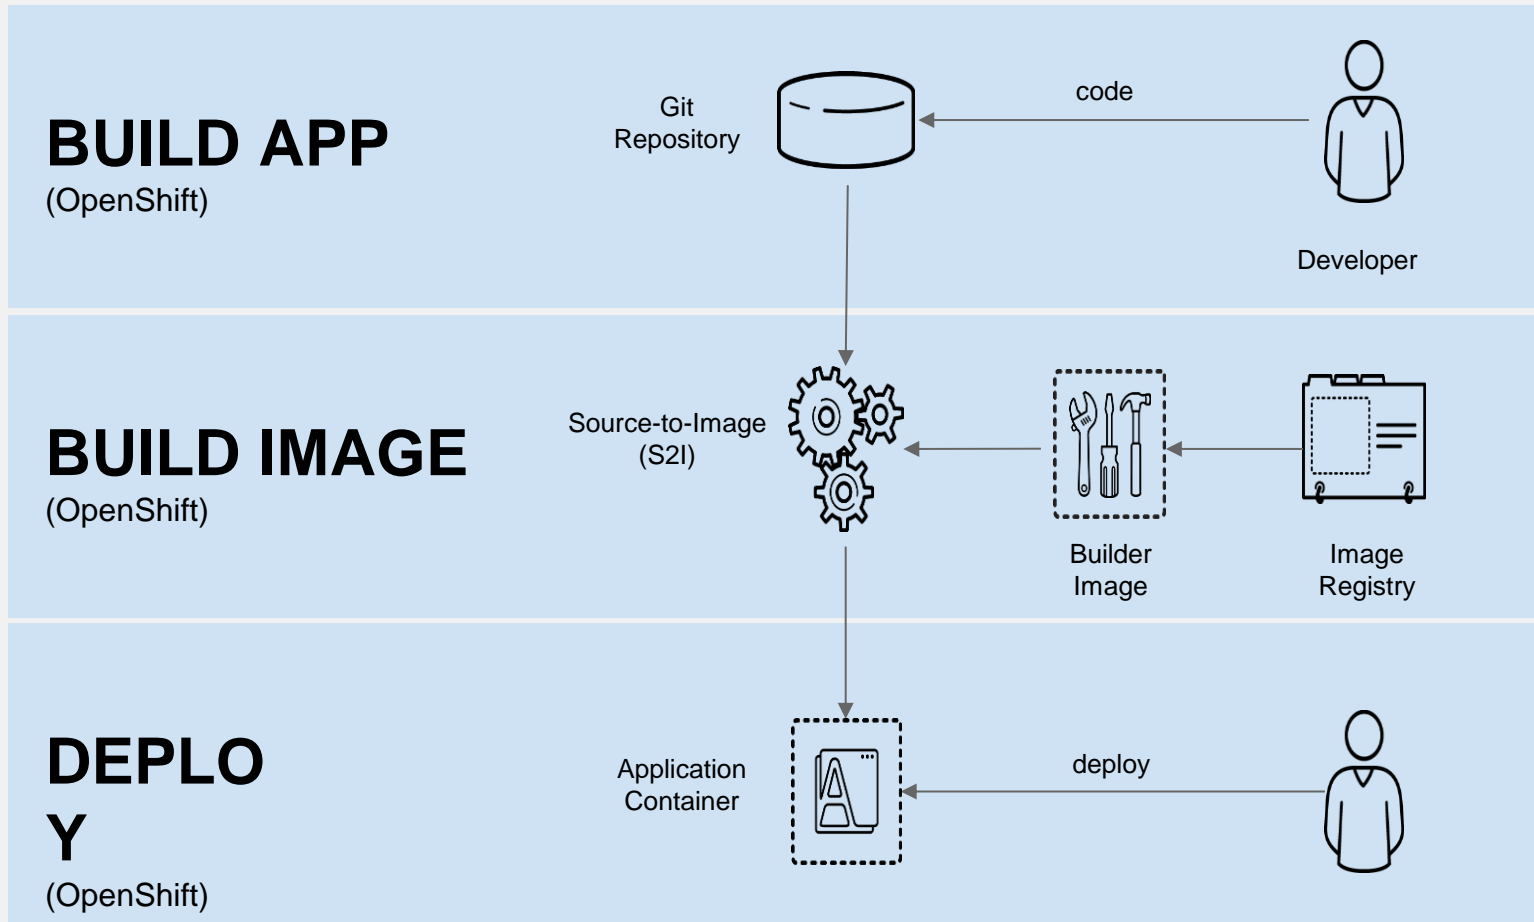 BUILD APP
(OpenShift)
Git
Repository
code
Developer
BUILD IMAGE
(OpenShift)
Source-to-Image
(S2I)
Builder
Image
Image
Registry
DEPLO
Y
(OpenShift)
Application
Container
deploy